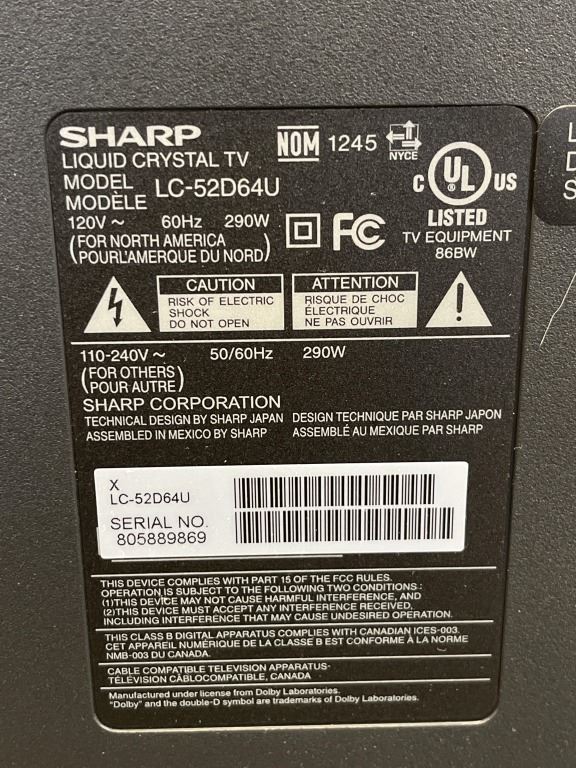 SHARP
LIQUID CRYSTAL TV
MODEL LC-52D64U
MODÈLE
NOM 1245 NYCE
C UL US
LISTED
TV EQUIPMENT
86BW
120V ~ 60Hz 290W
(FOR NORTH AMERICA
POURL'AMERQUE DU NORD)
FC
CAUTION
RISK OF ELECTRIC
SHOCK
DO NOT OPEN
ATTENTION
RISQUE DE CHOC
ÉLECTRIQUE
NE PAS OUVRIR
110-240V ~ 50/60Hz 290W
(FOR OTHERS
POUR AUTRE)
SHARP CORPORATION
TECHNICAL DESIGN BY SHARP JAPAN DESIGN TECHNIQUE PAR SHARP JAPON
ASSEMBLED IN MEXICO BY SHARP ASSEMBLÉ AU MEXIQUE PAR SHARP
X
LC-52D64U
SERIAL NO.
805889869
THIS DEVICE COMPLIES WITH PART 15 OF THE FCC RULES.
OPERATION IS SUBJECT TO THE FOLLOWING TWO CONDITIONS :
(1)THIS DEVICE MAY NOT CAUSE HARMFUL INTERFERENCE, AND
(2)THIS DEVICE MUST ACCEPT ANY INTERFERENCE RECEIVED,
INCLUDING INTERFERENCE THAT MAY CAUSE UNDESIRED OPERATION.
THIS CLASS B DIGITAL APPARATUS COMPLIES WITH CANADIAN ICES-003.
CET APPAREIL NUMÉRIQUE DE LA CLASSE B EST CONFORME À LA NORME
NMB-003 DU CANADA.
CABLE COMPATIBLE TELEVISION APPARATUS-
TÉLÉVISION CÂBLOCOMPATIBLE, CANADA
Manufactured under license from Dolby Laboratories.
"Dolby" and the double-D symbol are trademarks of Dolby Laboratories.